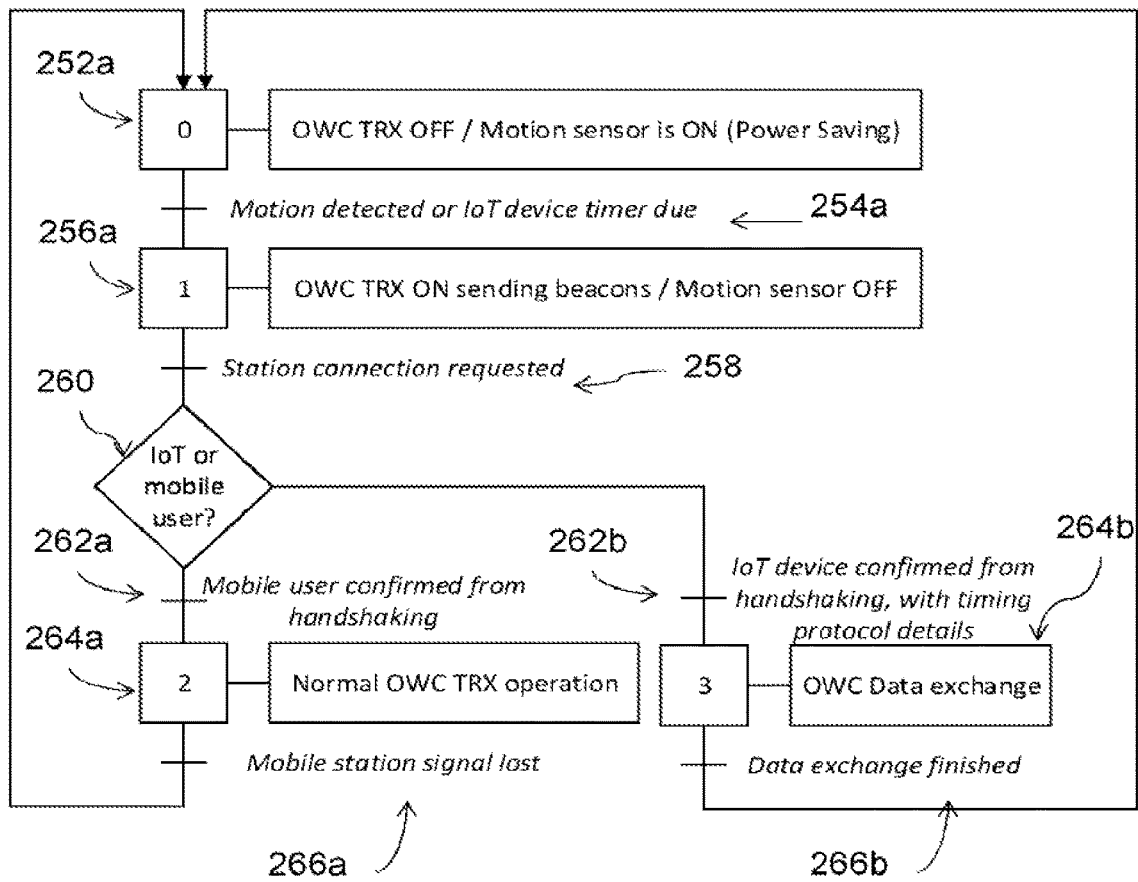 252a
0
OWC TRX OFF / Motion sensor is ON (Power Saving)
Motion detected or IoT device timer due
254a
256a
1
OWC TRX ON sending beacons / Motion sensor OFF
Station connection requested
258
260
IoT or
mobile
user?
262a
Mobile user confirmed from
handshaking
262b
IoT device confirmed from
handshaking, with timing
protocol details
264b
264a
2
Normal OWC TRX operation
3
OWC Data exchange
Mobile station signal lost
Data exchange finished
266a
266b